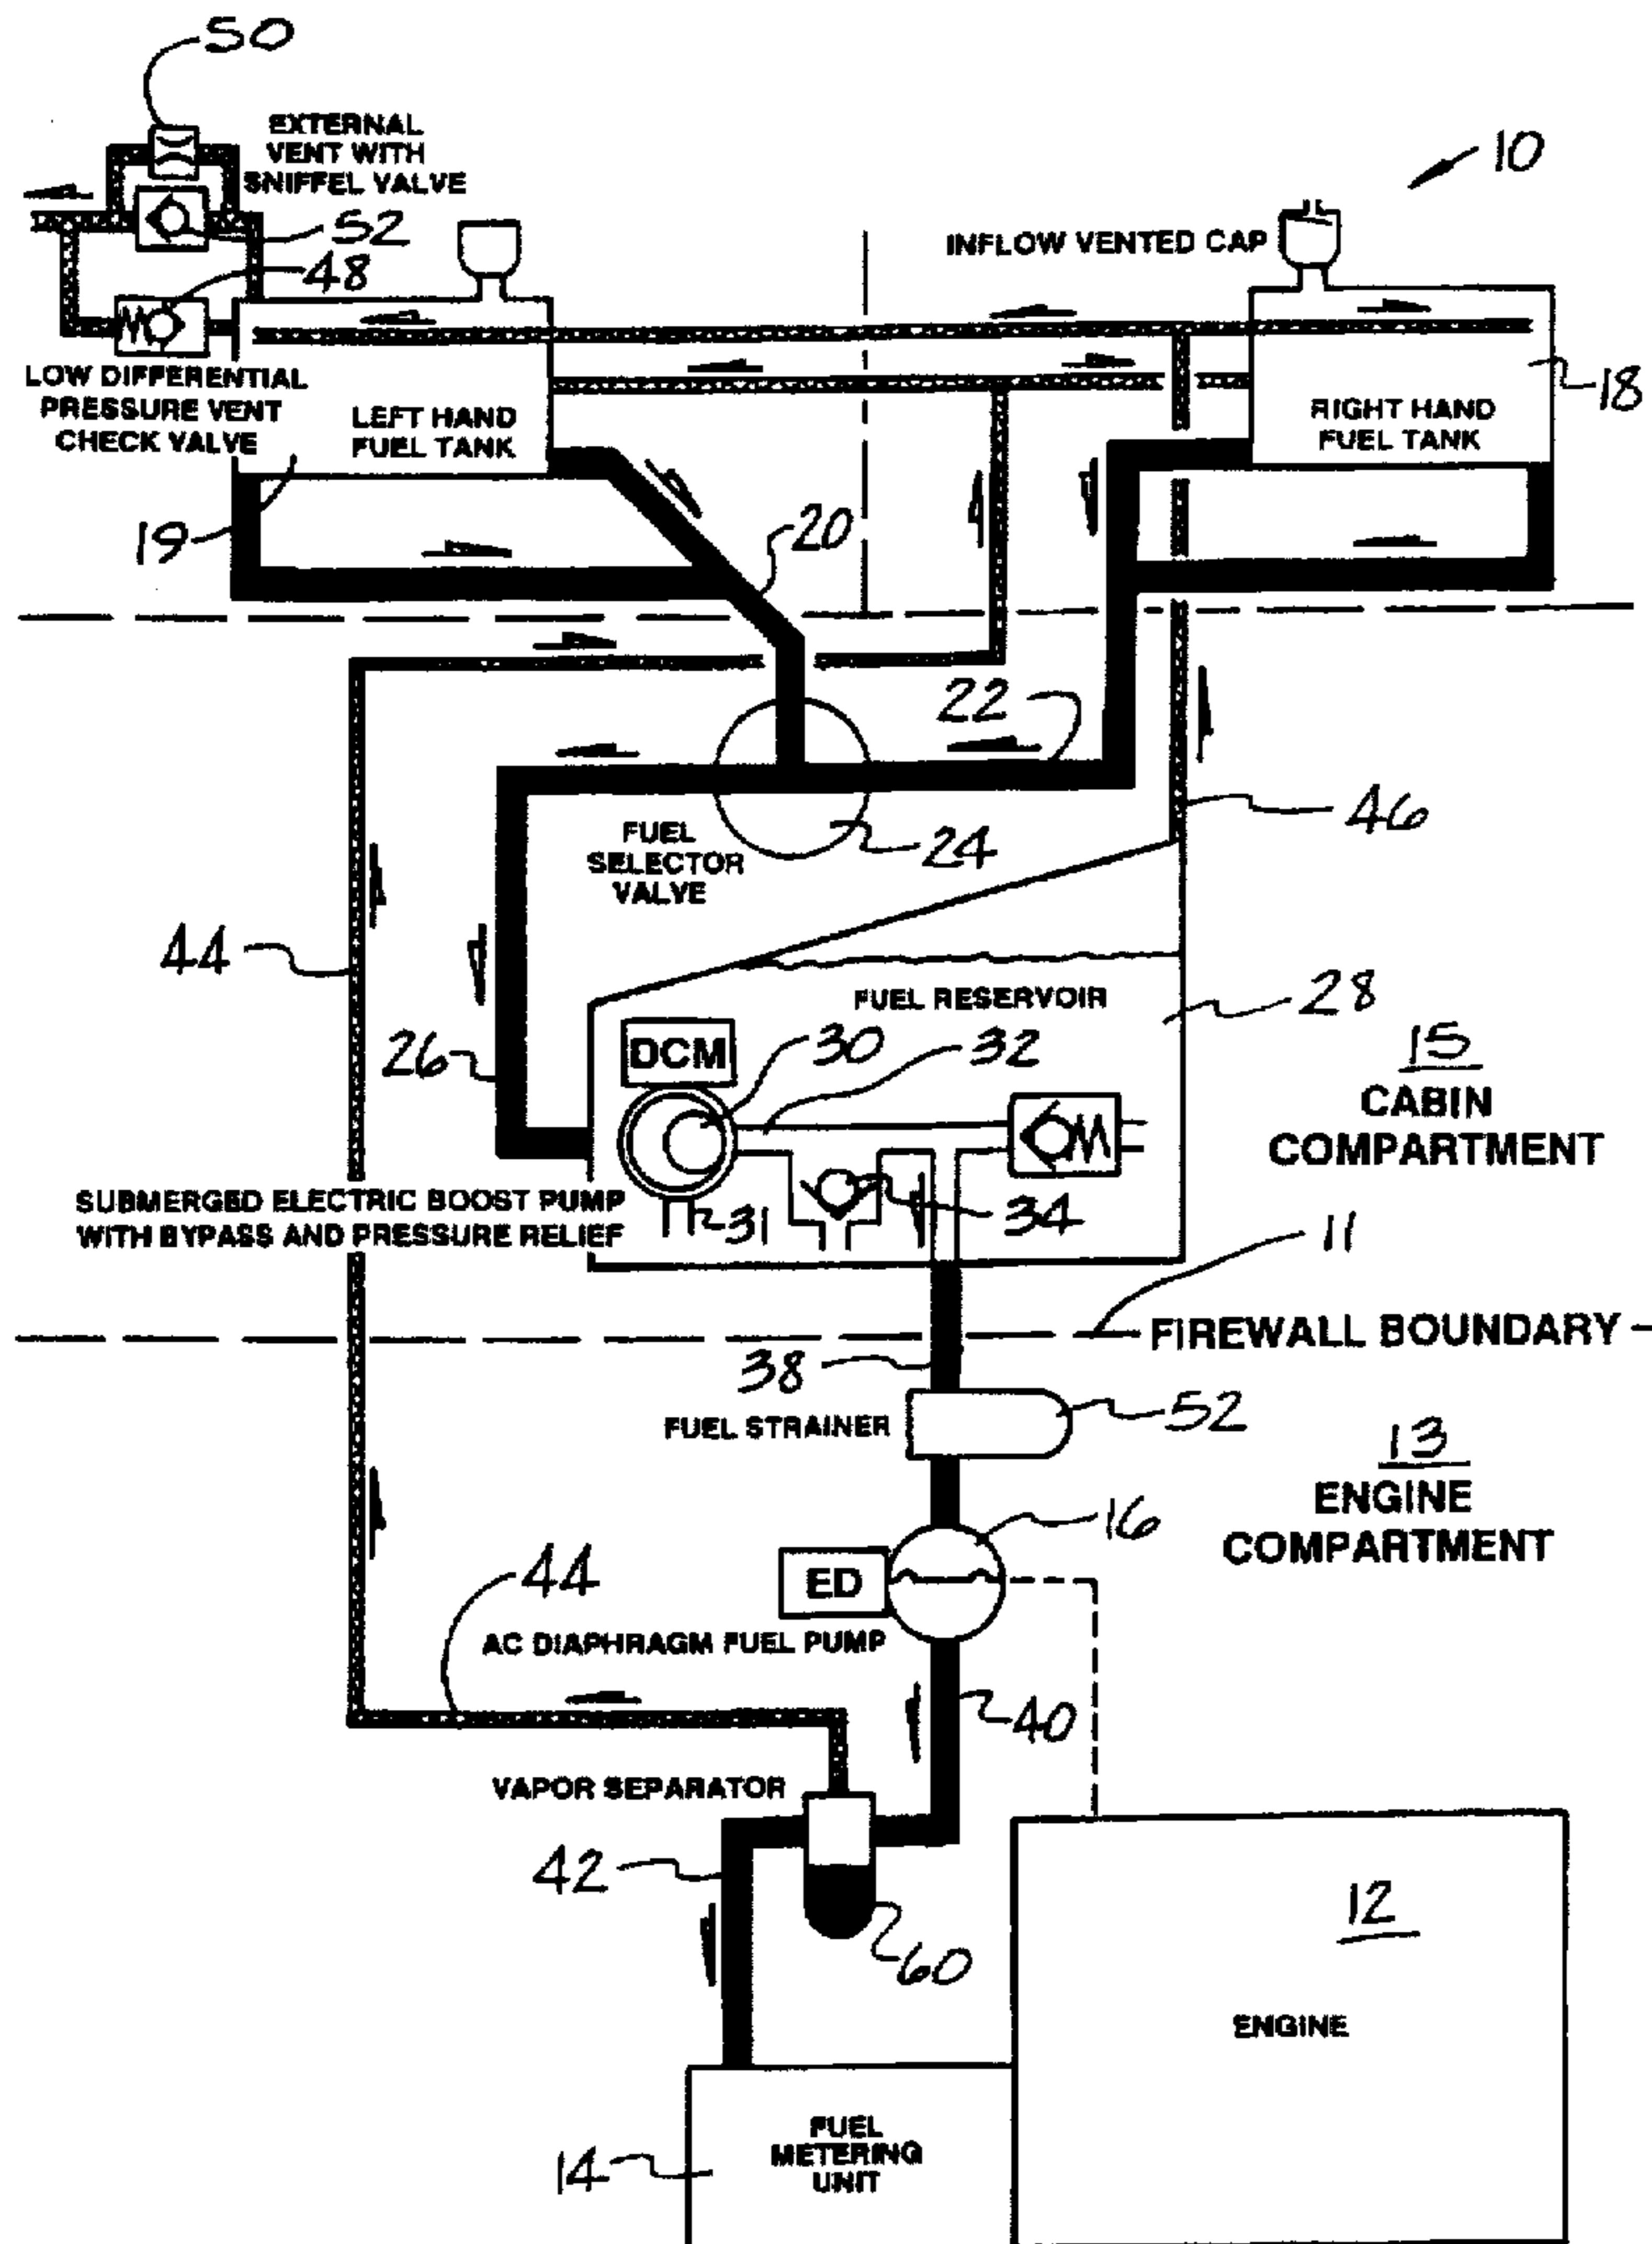 50
EXTERNAL
VENT WITH
SNIFFEL VALVE
10
52
INFLOW VENTED CAP
48
LOW DIFFERENTIAL
PRESSURE VENT
CHECK VALVE
LEFT HAND
FUEL TANK
RIGHT HAND
FUEL TANK
18
19
20
22
46
FUEL
SELECTOR
VALVE
24
44
FUEL RESERVOIR
28
26
DCM
30
32
15
CABIN
COMPARTMENT
SUBMERGED ELECTRIC BOOST PUMP
WITH BYPASS AND PRESSURE RELIEF
31
34
11
FIREWALL BOUNDARY
38
FUEL STRAINER
52
13
ENGINE
COMPARTMENT
16
ED
44
AC DIAPHRAGM FUEL PUMP
40
VAPOR SEPARATOR
42
60
12
ENGINE
FUEL
METERING
UNIT
14